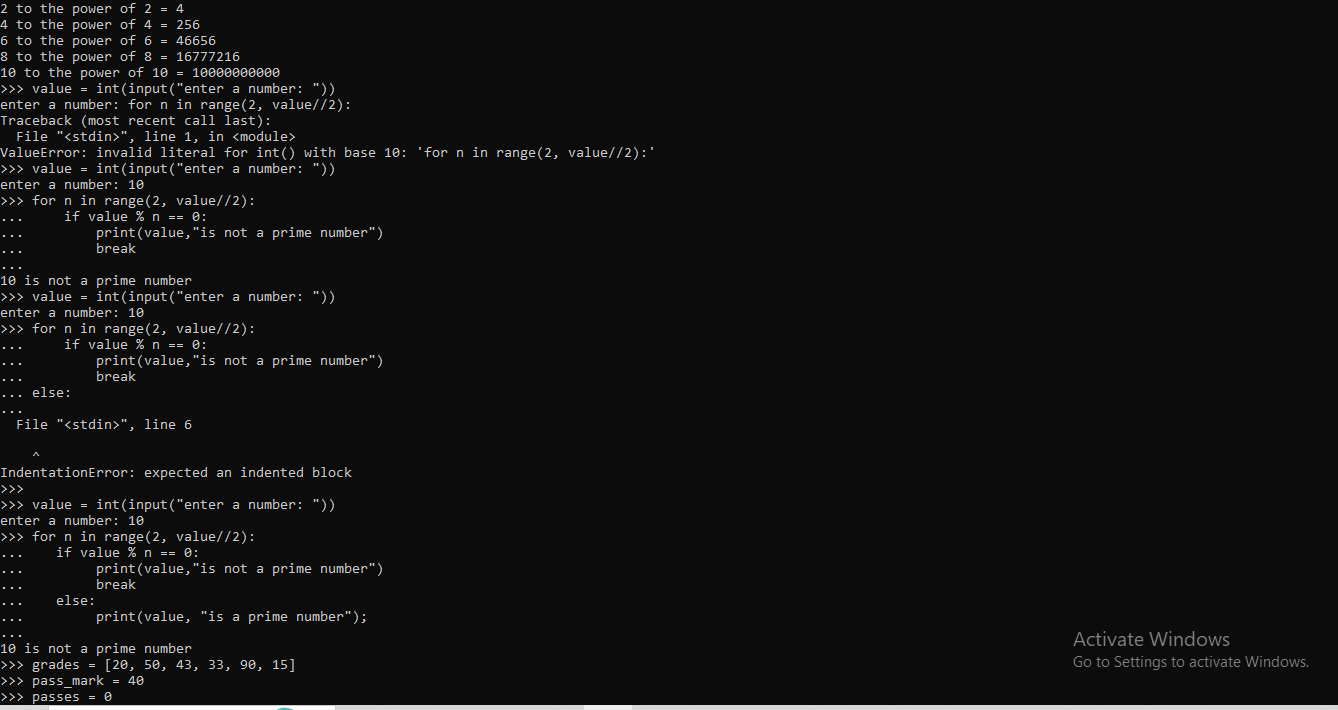 2 to the power of 2 = 4
4 to the power of 4 = 256
6 to the power of 6 = 46656
8 to the power of 8 = 16777216
10 to the power of 10 = 10000000000
>>> value = int(input("enter a number: "))
enter a number: for n in range(2, value//2):
Traceback (most recent call last):
  File "<stdin>", line 1, in <module>
ValueError: invalid literal for int() with base 10: 'for n in range(2, value//2):'
>>> value = int(input("enter a number: "))
enter a number: 10
>>> for n in range(2, value//2):
...     if value % n == 0:
...         print(value,"is not a prime number")
...         break
...
10 is not a prime number
>>> value = int(input("enter a number: "))
enter a number: 10
>>> for n in range(2, value//2):
...     if value % n == 0:
...         print(value,"is not a prime number")
...         break
... else:
...
  File "<stdin>", line 6

    ^
IndentationError: expected an indented block
>>>
>>> value = int(input("enter a number: "))
enter a number: 10
>>> for n in range(2, value//2):
...    if value % n == 0:
...         print(value,"is not a prime number")
...         break
...    else:
...         print(value, "is a prime number");
...
10 is not a prime number
>>> grades = [20, 50, 43, 33, 90, 15]
>>> pass_mark = 40
>>> passes = 0
Activate Windows
Go to Settings to activate Windows.